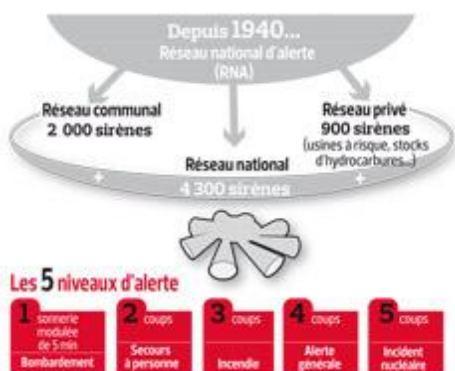 Depuis 1940...
Réseau national d'alerte
(RNA)
Réseau communal
2 000 sirènes
Réseau privé
900 sirènes
(usines à risque, stocks
d'hydrocarbures...)
Réseau national
+
+
4 300 sirènes
Les 5 niveaux d'alerte
1 sonnerie
modulée
de 5 min
Bombardement
2 coups
Secours
à personne
3 coups
Incendie
4 coups
Alerte
générale
5 coups
Incident
nucléaire